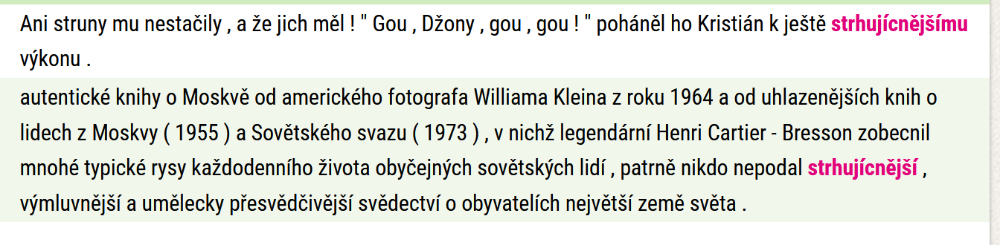 Ani struny mu nestačily , a že jich měl ! " Gou , Džony , gou , gou ! " poháněl ho Kristián k ještě strhujícnějšímu
výkonu .
autentické knihy o Moskvě od amerického fotografa Williama Kleina z roku 1964 a od uhlazenějších knih o
lidech z Moskvy ( 1955 ) a Sovětského svazu ( 1973 ) , v nichž legendární Henri Cartier - Bresson zobecnil
mnohé typické rysy každodenního života obyčejných sovětských lidí , patrně nikdo nepodal strhujícnější ,
výmluvnější a umělecky přesvědčivější svědectví o obyvatelích největší země světa .